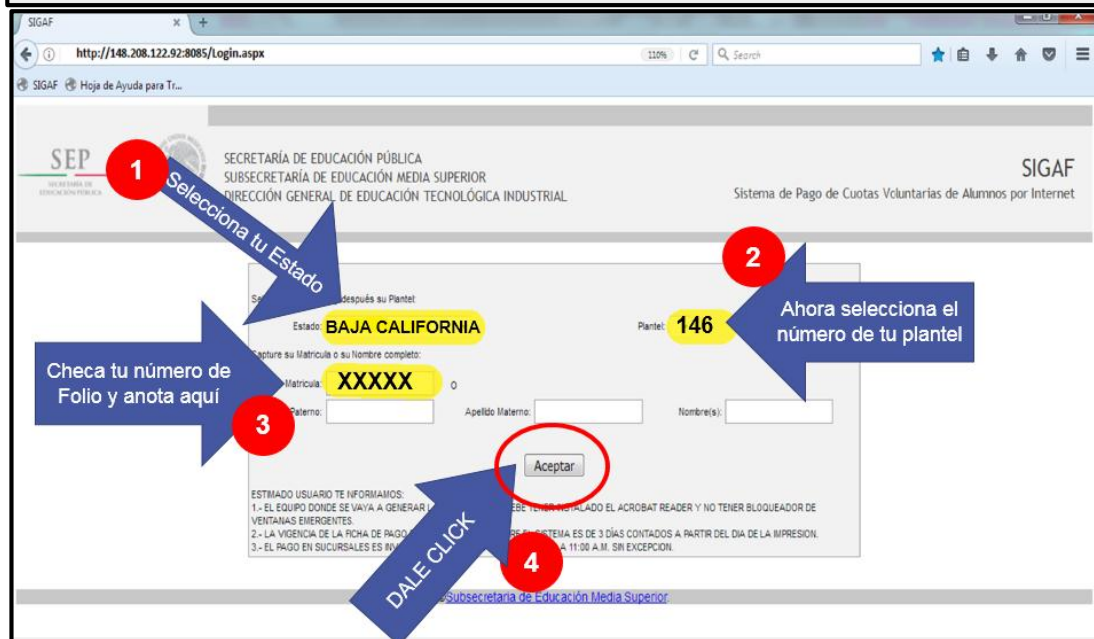 SIGAF
http://148.208.122.92:8085/Login.aspx
110%
Search
SIGAF
Hoja de Ayuda para Tr...
SEP
SECRETARÍA DE
EDUCACIÓN PÚBLICA
SECRETARÍA DE EDUCACIÓN PÚBLICA
SUBSECRETARÍA DE EDUCACIÓN MEDIA SUPERIOR
DIRECCIÓN GENERAL DE EDUCACIÓN TECNOLÓGICA INDUSTRIAL
SIGAF
Sistema de Pago de Cuotas Voluntarias de Alumnos por Internet
1
Selecciona tu Estado
2
Ahora selecciona el
número de tu plantel
después su Plantel:
Estado: BAJA CALIFORNIA
Plantel: 146
Capture su Matricula o su Nombre completo:
Checa tu número de
Folio y anota aquí
3
Matricula: XXXXX o
Paterno:
Apellido Materno:
Nombre(s):
Aceptar
DALE CLICK
4
ESTIMADO USUARIO TE INFORMAMOS:
1.- EL EQUIPO DONDE SE VAYA A GENERAR DEBE TENER INSTALADO EL ACROBAT READER Y NO TENER BLOQUEADOR DE
VENTANAS EMERGENTES.
2.- LA VIGENCIA DE LA FICHA DE PAGO SISTEMA ES DE 3 DÍAS CONTADOS A PARTIR DEL DIA DE LA IMPRESION.
3.- EL PAGO EN SUCURSALES ES A 11:00 A.M. SIN EXCEPCION.
Subsecretaria de Educación Media Superior.